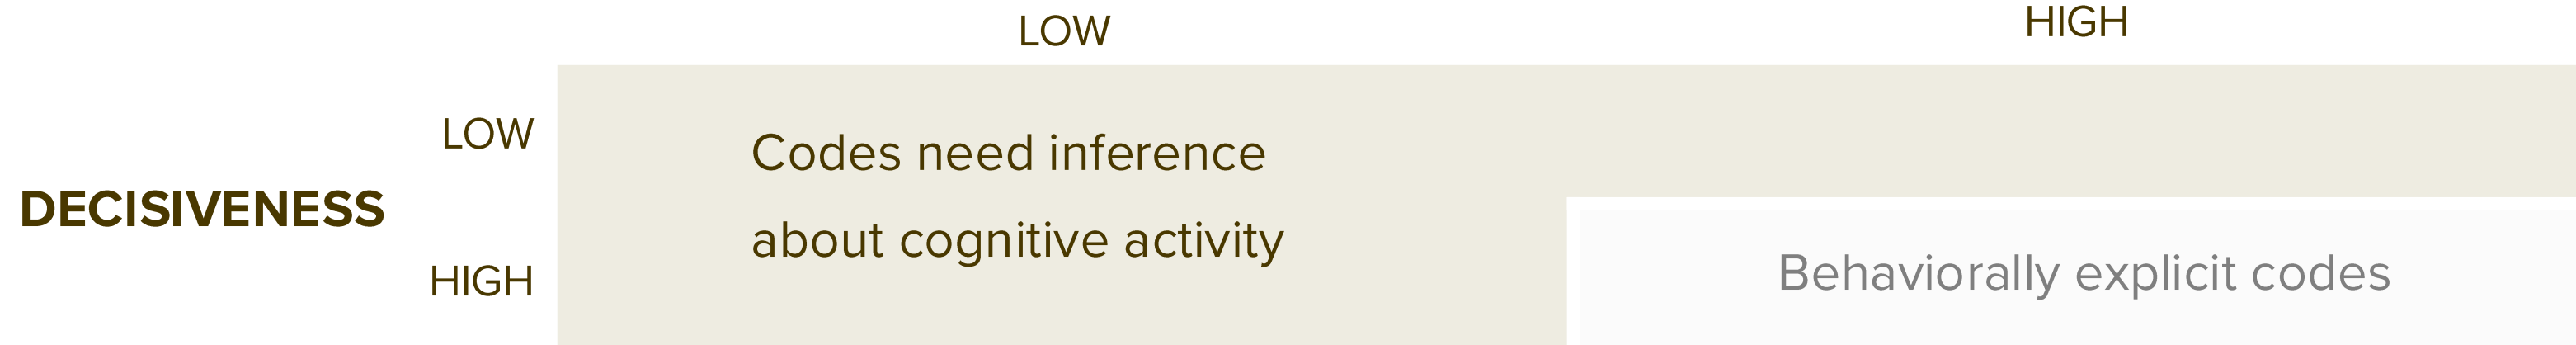 LOW
HIGH
LOW
Codes need inference
DECISIVENESS
about cognitive activity
HIGH
Behaviorally explicit codes